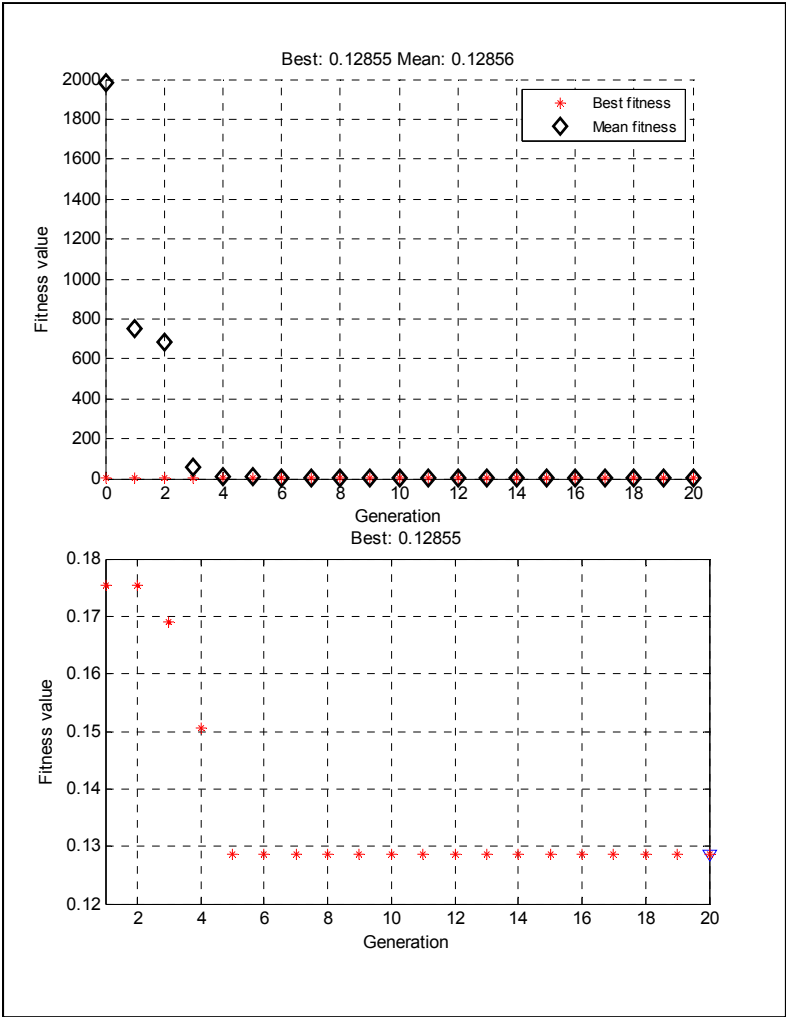 Best: 0.12855 Mean: 0.12856
2000
1800
1600
1400
1200
1000
800
600
400
200
0
Fitness value
Best fitness
Mean fitness
0 2 4 6 8 10 12 14 16 18 20
Generation
Best: 0.12855
0.18
0.17
0.16
0.15
0.14
0.13
0.12
Fitness value
2 4 6 8 10 12 14 16 18 20
Generation